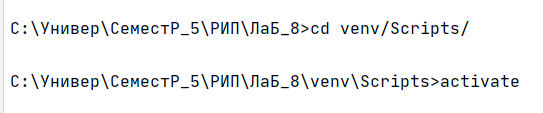 C:\Универ\СеместР_5\РИП\ЛаБ_8>cd venv/Scripts/
C:\Универ\СеместР_5\РИП\ЛаБ_8\venv\Scripts>activate